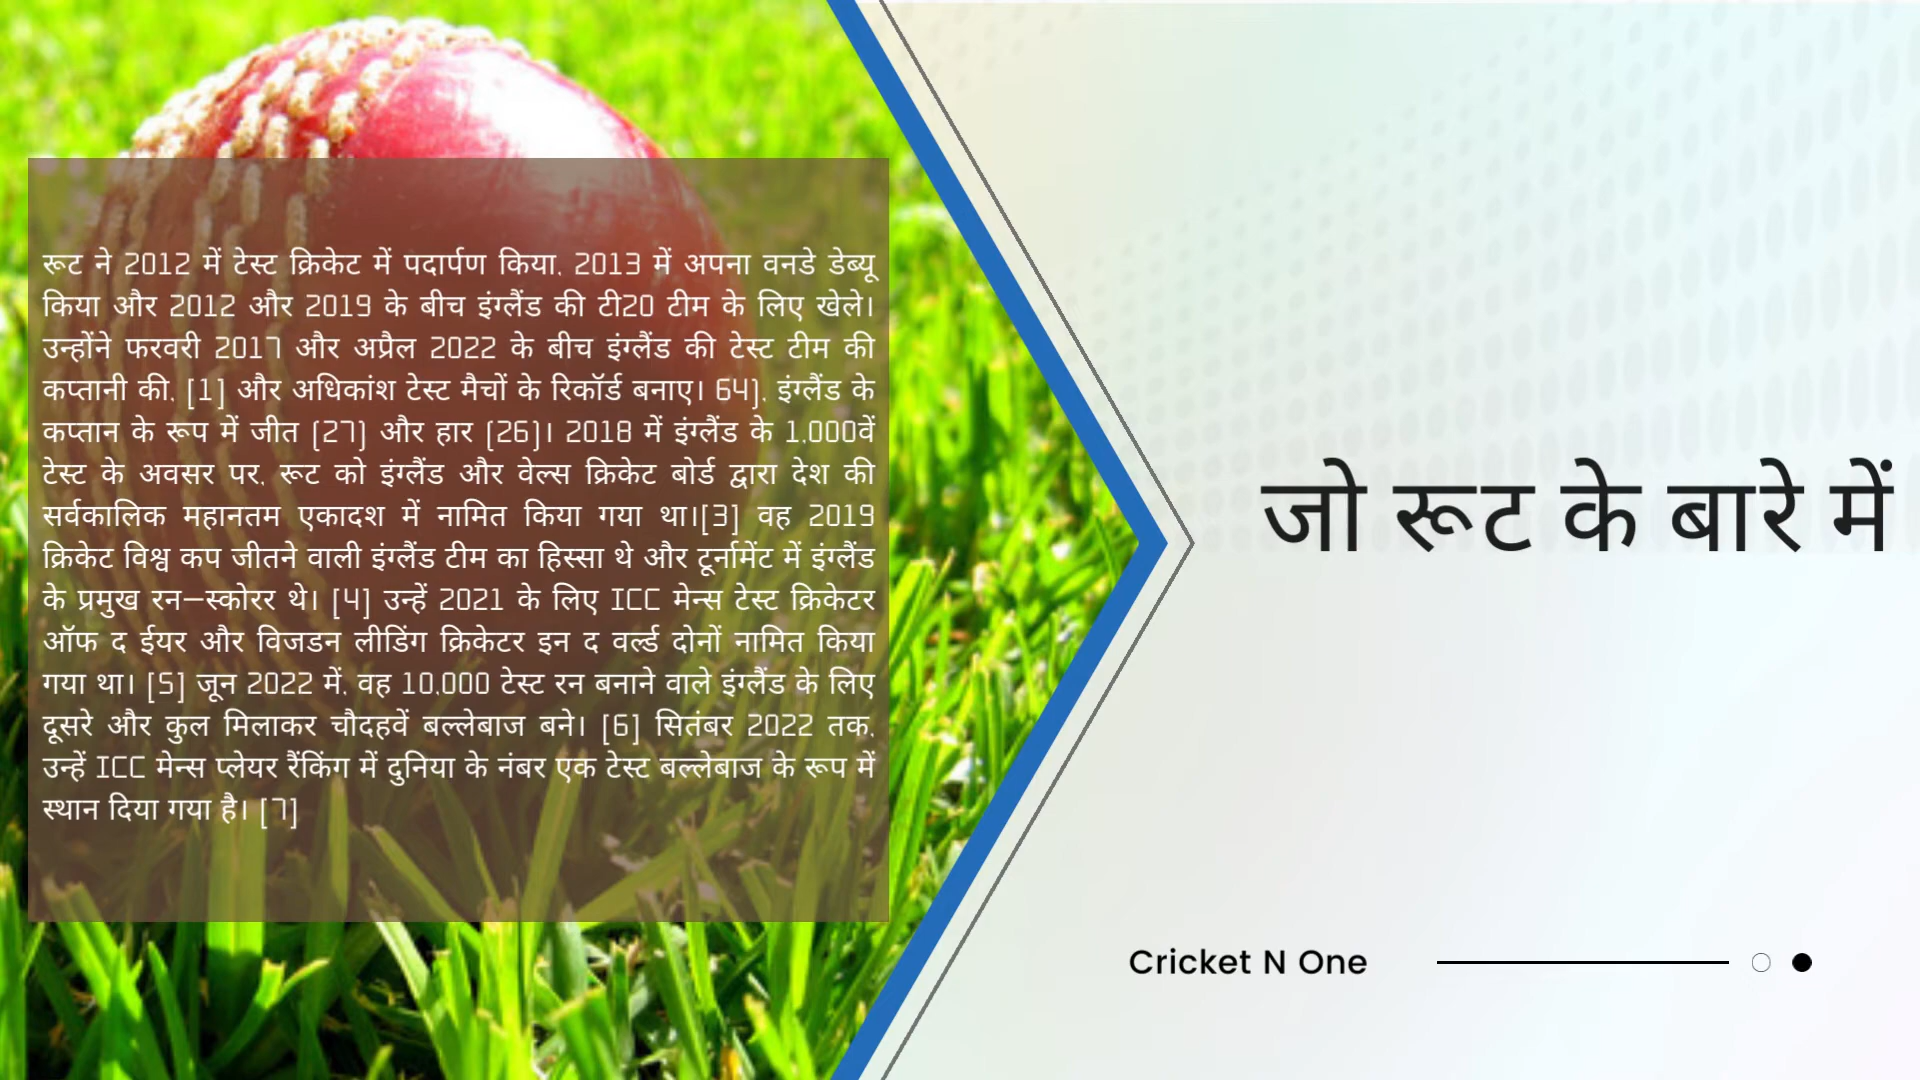 रूट ने 2012 में टेस्ट क्रिकेट में पदार्पण किया, 2013 में अपना वनडे डेब्यू
किया और 2012 और 2019 के बीच इंग्लैंड की टी20 टीम के लिए खेले।
उन्होंने फरवरी 2017 और अप्रैल 2022 के बीच इंग्लैंड की टेस्ट टीम की
कप्तानी की, [1] और अधिकांश टेस्ट मैचों के रिकॉर्ड बनाए। 64), इंग्लैंड के
कप्तान के रूप में जीत (27) और हार (26)। 2018 में इंग्लैंड के 1,000वें
टेस्ट के अवसर पर, रूट को इंग्लैंड और वेल्स क्रिकेट बोर्ड द्वारा देश की
सर्वकालिक महानतम एकादश में नामित किया गया था।[3] वह 2019
क्रिकेट विश्व कप जीतने वाली इंग्लैंड टीम का हिस्सा थे और टूर्नामेंट में इंग्लैंड
के प्रमुख रन-स्कोरर थे। [4] उन्हें 2021 के लिए ICC मेन्स टेस्ट क्रिकेटर
ऑफ द ईयर और विजडन लीडिंग क्रिकेटर इन द वर्ल्ड दोनों नामित किया
गया था। [5] जून 2022 में, वह 10,000 टेस्ट रन बनाने वाले इंग्लैंड के लिए
दूसरे और कुल मिलाकर चौदहवें बल्लेबाज बने। [6] सितंबर 2022 तक,
उन्हें ICC मेन्स प्लेयर रैंकिंग में दुनिया के नंबर एक टेस्ट बल्लेबाज के रूप में
स्थान दिया गया है। [7]
जो रूट के बारे में
Cricket N One